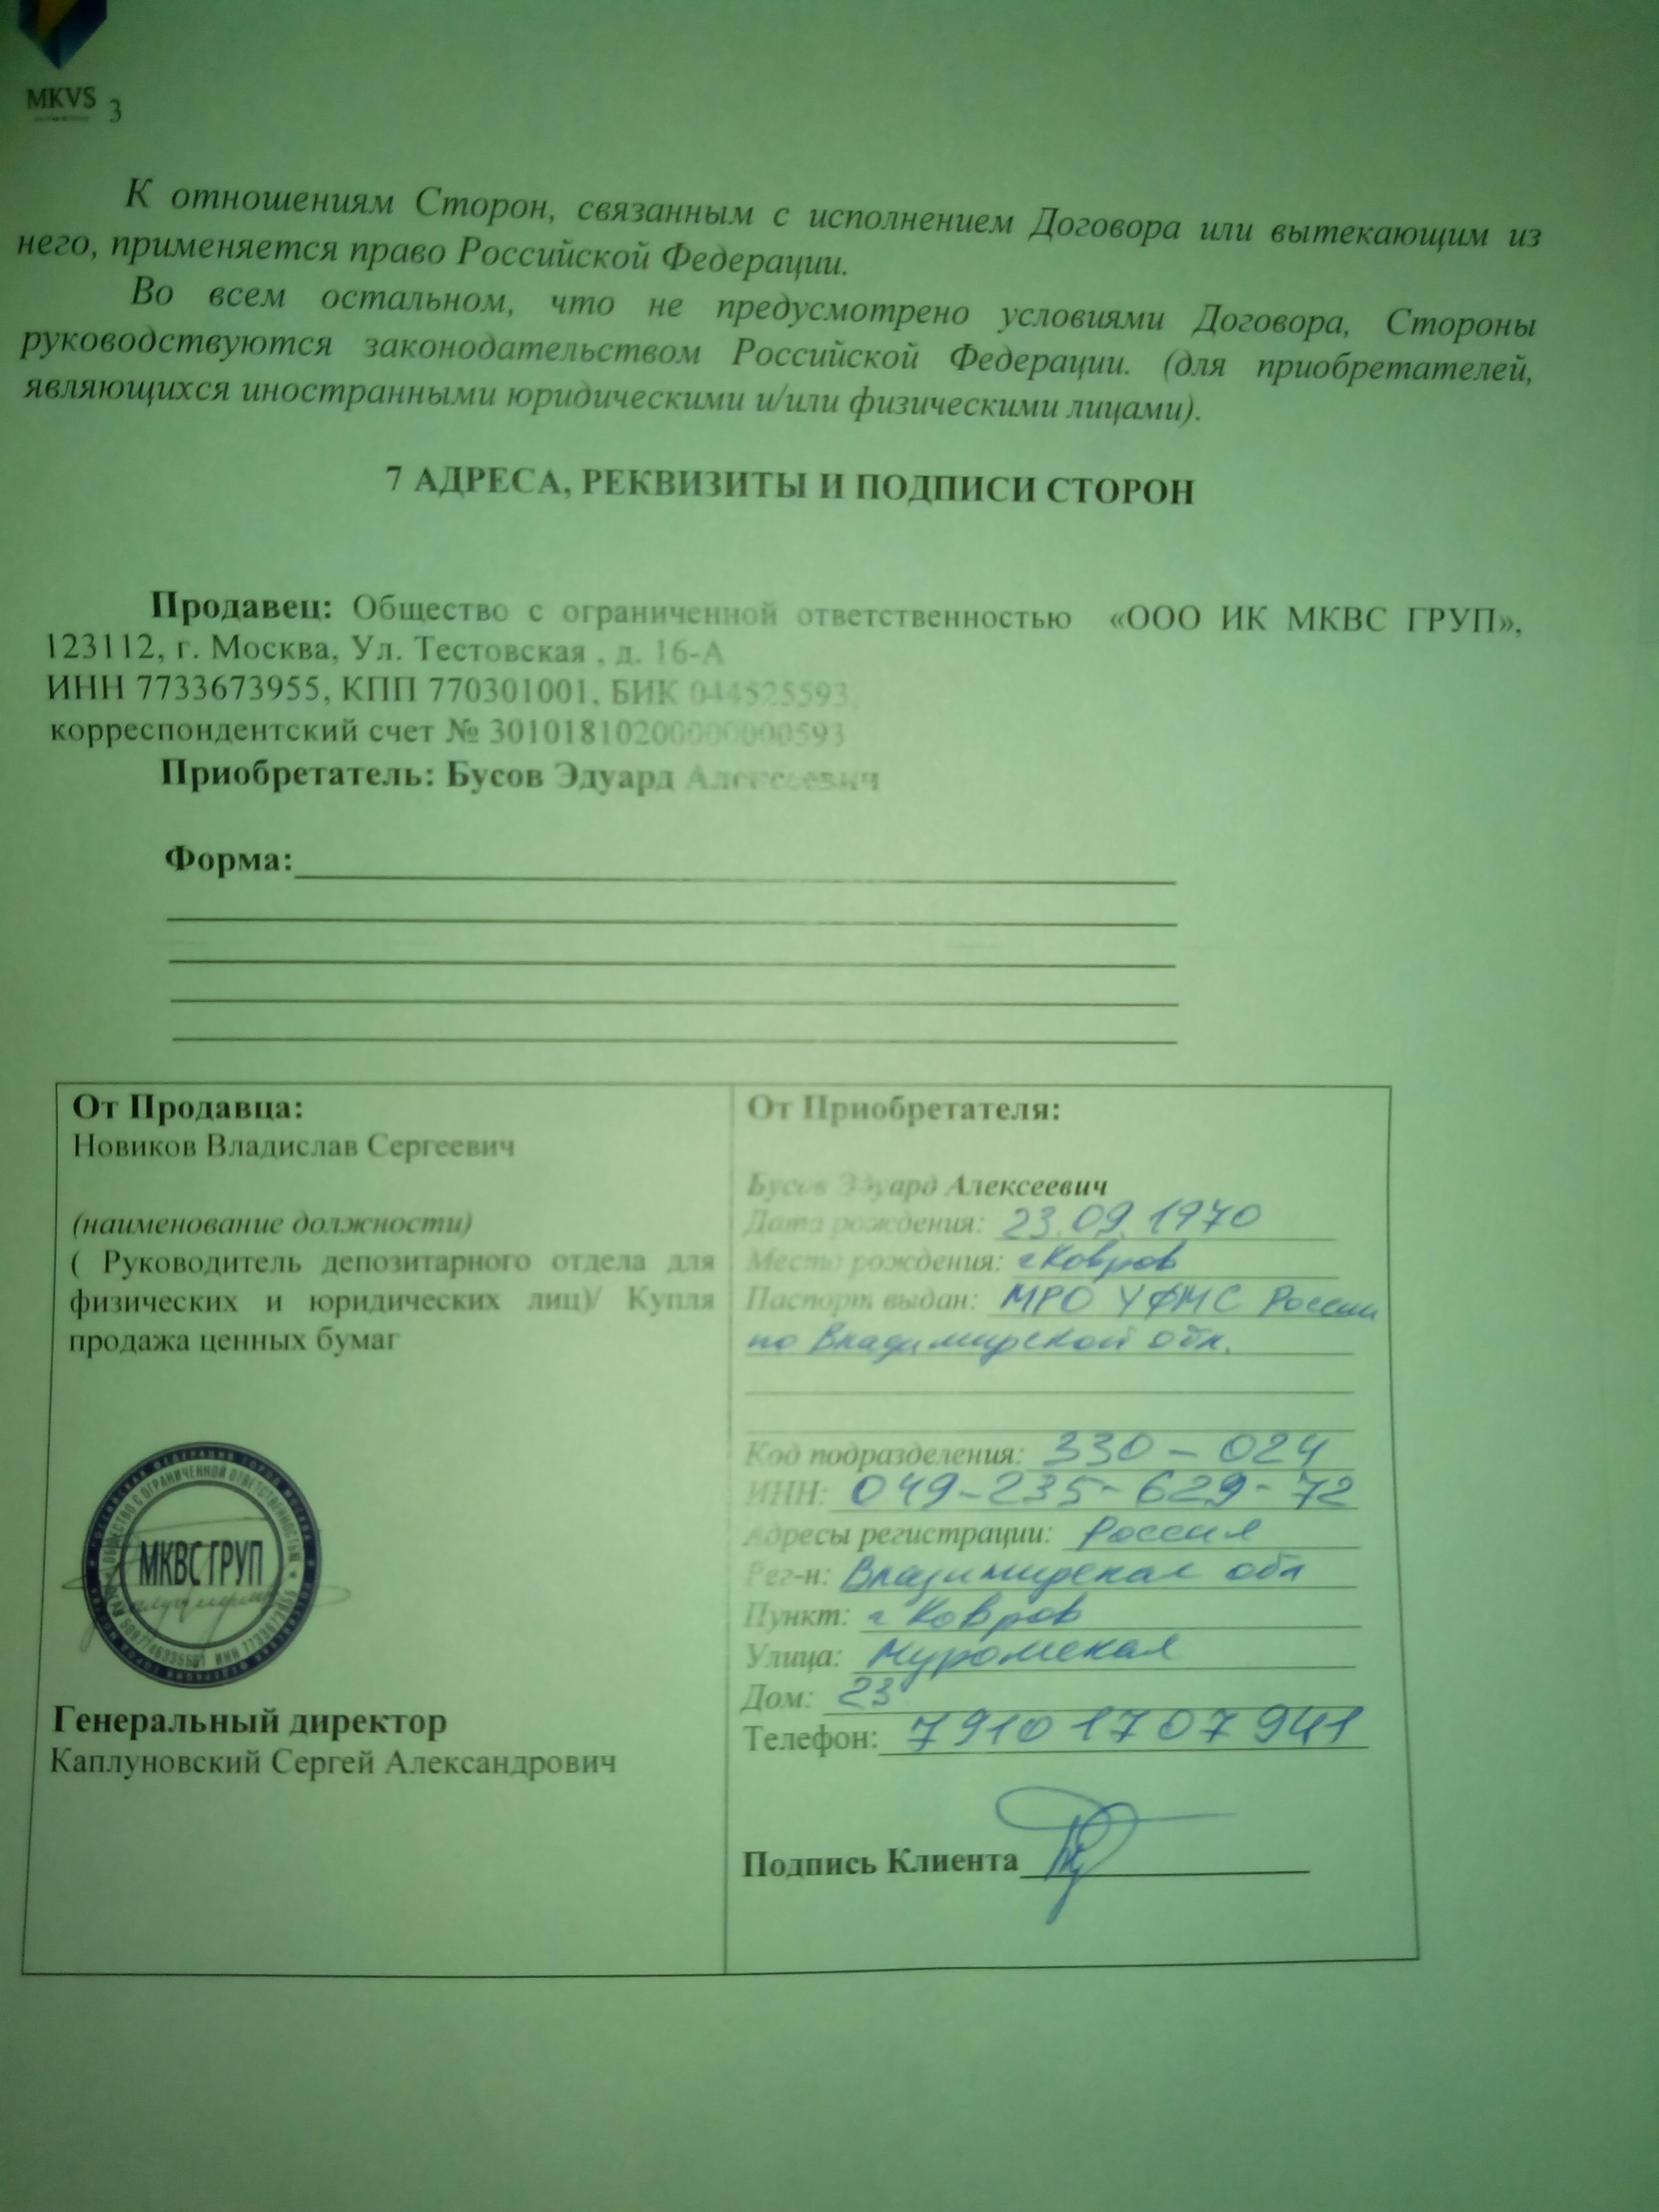 MKVS 3
К отношениям Сторон, связанным с исполнением Договора или вытекающим из
него, применяется право Российской Федерации.
Во всем остальном, что не предусмотрено условиями Договора, Стороны
руководствуются законодательством Российской Федерации. (для приобретателей,
являющихся иностранными юридическими и/или физическими лицами).
7 АДРЕСА, РЕКВИЗИТЫ И ПОДПИСИ СТОРОН
Продавец: Общество с ограниченной ответственностью «ООО ИК МКВС ГРУП»,
123112, г. Москва, Ул. Тестовская , д. 16-А
ИНН 7733673955, КПП 770301001, БИК 044525593,
корреспондентский счет № 30101810200000000593
Приобретатель: Бусов Эдуард Алексеевич
Форма:
От Продавца:
Новиков Владислав Сергеевич
(наименование должности)
( Руководитель депозитарного отдела для
физических и юридических лиц)/ Купля
продажа ценных бумаг
МКВС ГРУП
Генеральный директор
Каплуновский Сергей Александрович
От Приобретателя:
Бусов Эдуард Алексеевич
Дата рождения: 23.09.1970
Место рождения: г Ковров
Паспорт выдан: МРО УФМС России
по Владимирской обл.
Код подразделения: 330-024
ИНН: 049-235-629-72
Адресы регистрации: Россия
Рег-н: Владимирская обл
Пункт: г Ковров
Улица: Муромская
Дом: 23
Телефон: 79101707941
Подпись Клиента